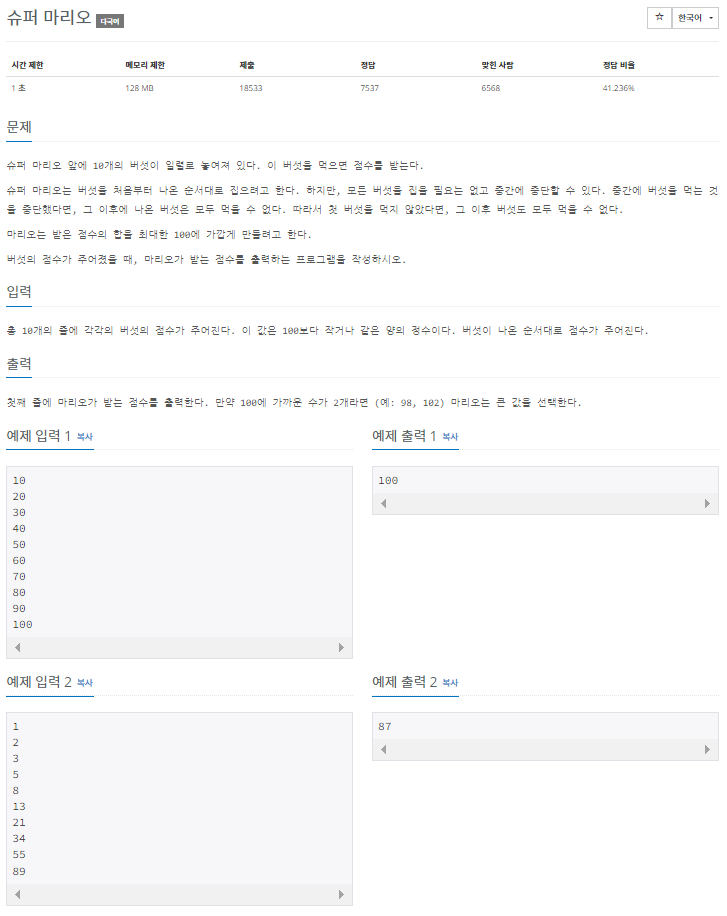 슈퍼 마리오 다국어
☆ 한국어
시간 제한 메모리 제한 제출 정답 맞힌 사람 정답 비율
1 초 128 MB 18533 7537 6568 41.236%
문제
슈퍼 마리오 앞에 10개의 버섯이 일렬로 놓여져 있다. 이 버섯을 먹으면 점수를 받는다.
슈퍼 마리오는 버섯을 처음부터 나온 순서대로 집으려고 한다. 하지만, 모든 버섯을 집을 필요는 없고 중간에 중단할 수 있다. 중간에 버섯을 먹는 것
을 중단했다면, 그 이후에 나온 버섯은 모두 먹을 수 없다. 따라서 첫 버섯을 먹지 않았다면, 그 이후 버섯도 모두 먹을 수 없다.
마리오는 받은 점수의 합을 최대한 100에 가깝게 만들려고 한다.
버섯의 점수가 주어졌을 때, 마리오가 받는 점수를 출력하는 프로그램을 작성하시오.
입력
총 10개의 줄에 각각의 버섯의 점수가 주어진다. 이 값은 100보다 작거나 같은 양의 정수이다. 버섯이 나온 순서대로 점수가 주어진다.
출력
첫째 줄에 마리오가 받는 점수를 출력한다. 만약 100에 가까운 수가 2개라면 (예: 98, 102) 마리오는 큰 값을 선택한다.
예제 입력 1 복사
10
20
30
40
50
60
70
80
90
100
예제 출력 1 복사
100
예제 입력 2 복사
1
2
3
5
8
13
21
34
55
89
예제 출력 2 복사
87